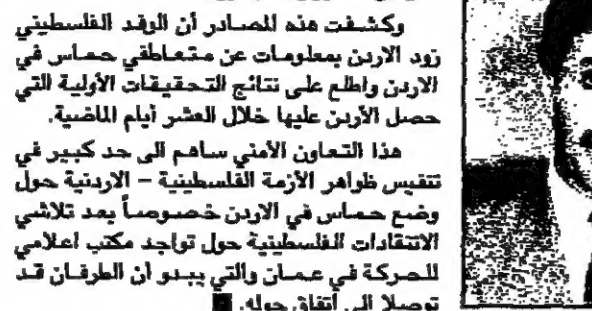 وكشفت هذه المصادر أن الوفد الفلسطيني
زود الاردن بمعلومات عن متعاطفي حماس في
الاردن واطلع على نتائج التحقيقات الأولية التي
حصل الأردن عليها خلال العشر أيام الماضية.
هذا التعاون الأمني ساهم الى حد كبير في
تنفيس ظواهر الأزمة الفلسطينية – الاردنية حول
وضع حماس في الاردن خصوصاً بعد تلاشي
الانتقادات الفلسطينية حول تواجد مكتب اعلامي
للحركة في عمان والتي يبدو أن الطرفان قد
توصلا الى اتفاق حوله. ■